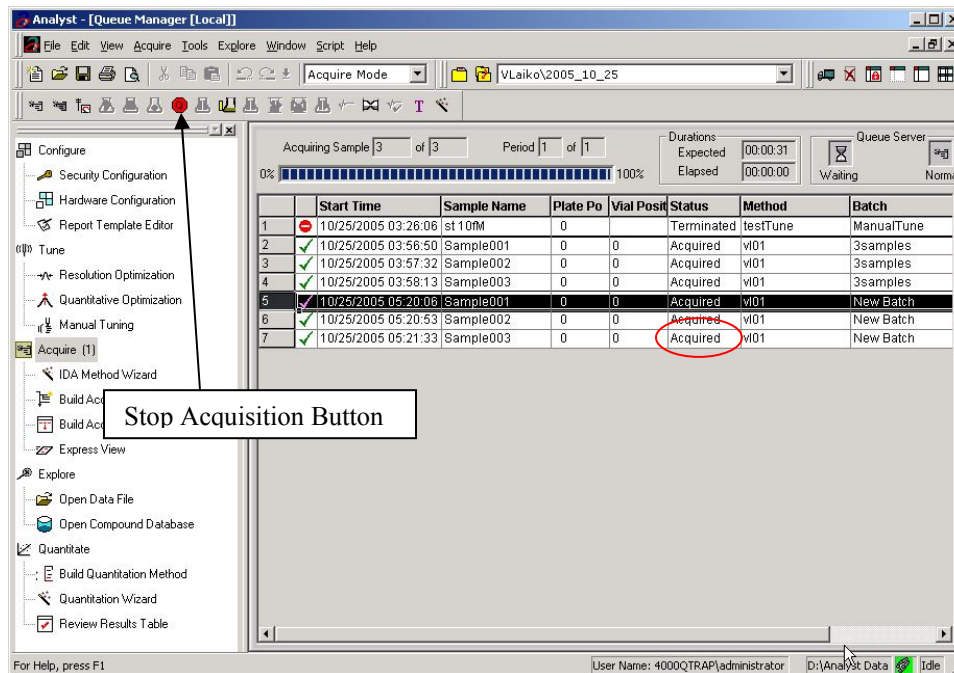 Analyst - [Queue Manager [Local]]
File Edit View Acquire Tools Explore Window Script Help
Acquire Mode VLaiko\2005_10_25
T
Configure
Security Configuration
Hardware Configuration
Report Template Editor
Tune
Resolution Optimization
Quantitative Optimization
Manual Tuning
Acquire (1)
IDA Method Wizard
Build Acq
Build Acq
Express View
Explore
Open Data File
Open Compound Database
Quantitate
Build Quantitation Method
Quantitation Wizard
Review Results Table
Stop Acquisition Button
Acquiring Sample 3 of 3 Period 1 of 1
0% 100%
Durations
Expected 00:00:31
Elapsed 00:00:00
Queue Server
Waiting Norma
Start Time Sample Name Plate Po Vial Posit Status Method Batch
1 10/25/2005 03:26:06 st 10fM 0 Terminated testTune ManualTune
2 10/25/2005 03:56:50 Sample001 0 0 Acquired vl01 3samples
3 10/25/2005 03:57:32 Sample002 0 0 Acquired vl01 3samples
4 10/25/2005 03:58:13 Sample003 0 0 Acquired vl01 3samples
5 10/25/2005 05:20:06 Sample001 0 0 Acquired vl01 New Batch
6 10/25/2005 05:20:53 Sample002 0 0 Acquired vl01 New Batch
7 10/25/2005 05:21:33 Sample003 0 0 Acquired vl01 New Batch
For Help, press F1 User Name: 4000QTRAP\administrator D:\Analyst Data Idle